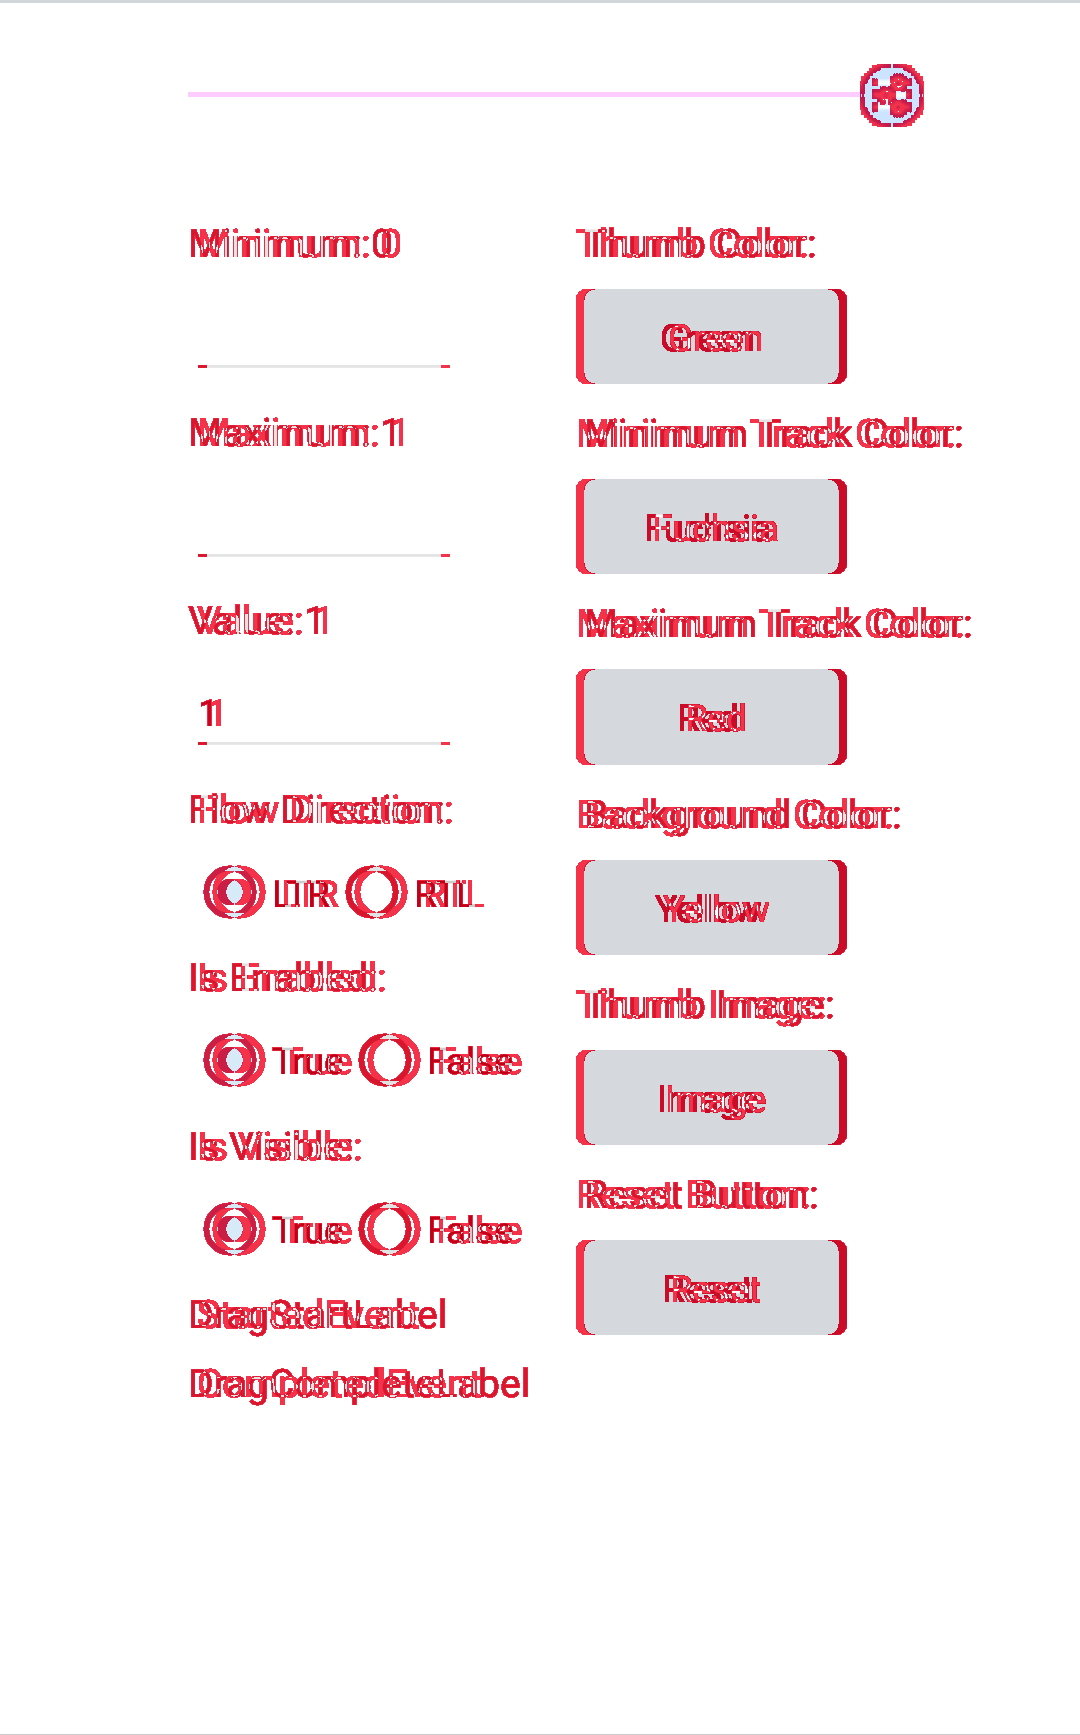 Minimum: 0
Maximum: 1
Value: 1
1
Flow Direction:
LTR RTL
Is Enabled:
True False
Is Visible:
True False
Thumb Color:
Green
Minimum Track Color:
Fuchsia
Maximum Track Color:
Red
Background Color:
Yellow
Thumb Image:
Image
Reset Button:
Reset